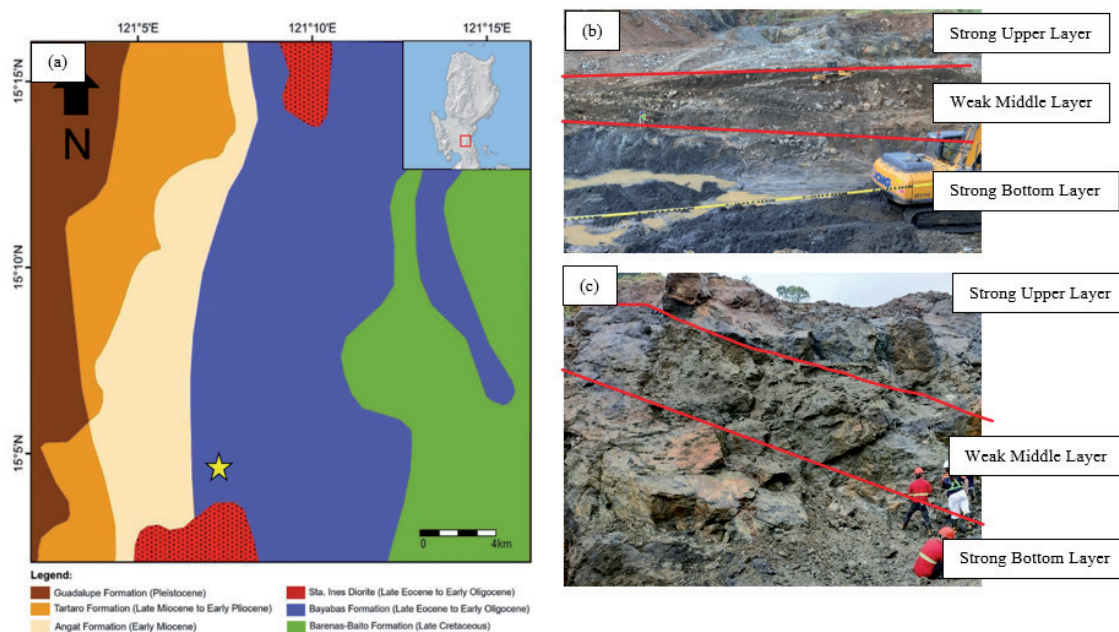 121°5'E
121°10'E
121°15'E
(a)
15°15'N
N
15°10'N
15°5'N
0
4km
Legend:
Guadalupe Formation (Pleistocene)
Tartaro Formation (Late Miocene to Early Pliocene)
Angat Formation (Early Miocene)
Sta. Ines Diorite (Late Eocene to Early Oligocene)
Bayabas Formation (Late Eocene to Early Oligocene)
Barenas-Baito Formation (Late Cretaceous)
(b)
Strong Upper Layer
Weak Middle Layer
Strong Bottom Layer
(c)
Strong Upper Layer
Weak Middle Layer
Strong Bottom Layer